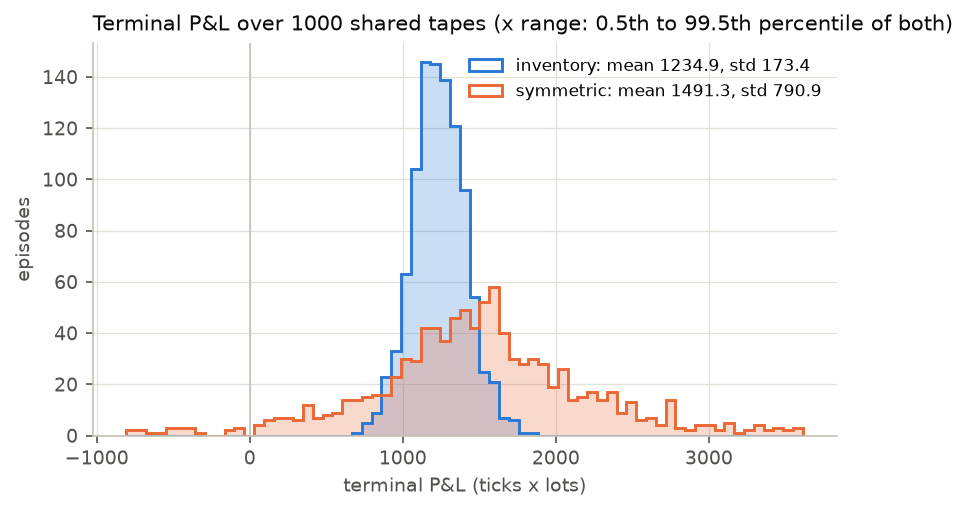 Terminal P&L over 1000 shared tapes (x range: 0.5th to 99.5th percentile of both)
inventory: mean 1234.9, std 173.4
symmetric: mean 1491.3, std 790.9
140
120
100
80
60
40
20
0
episodes
−1000
0
1000
2000
3000
terminal P&L (ticks x lots)